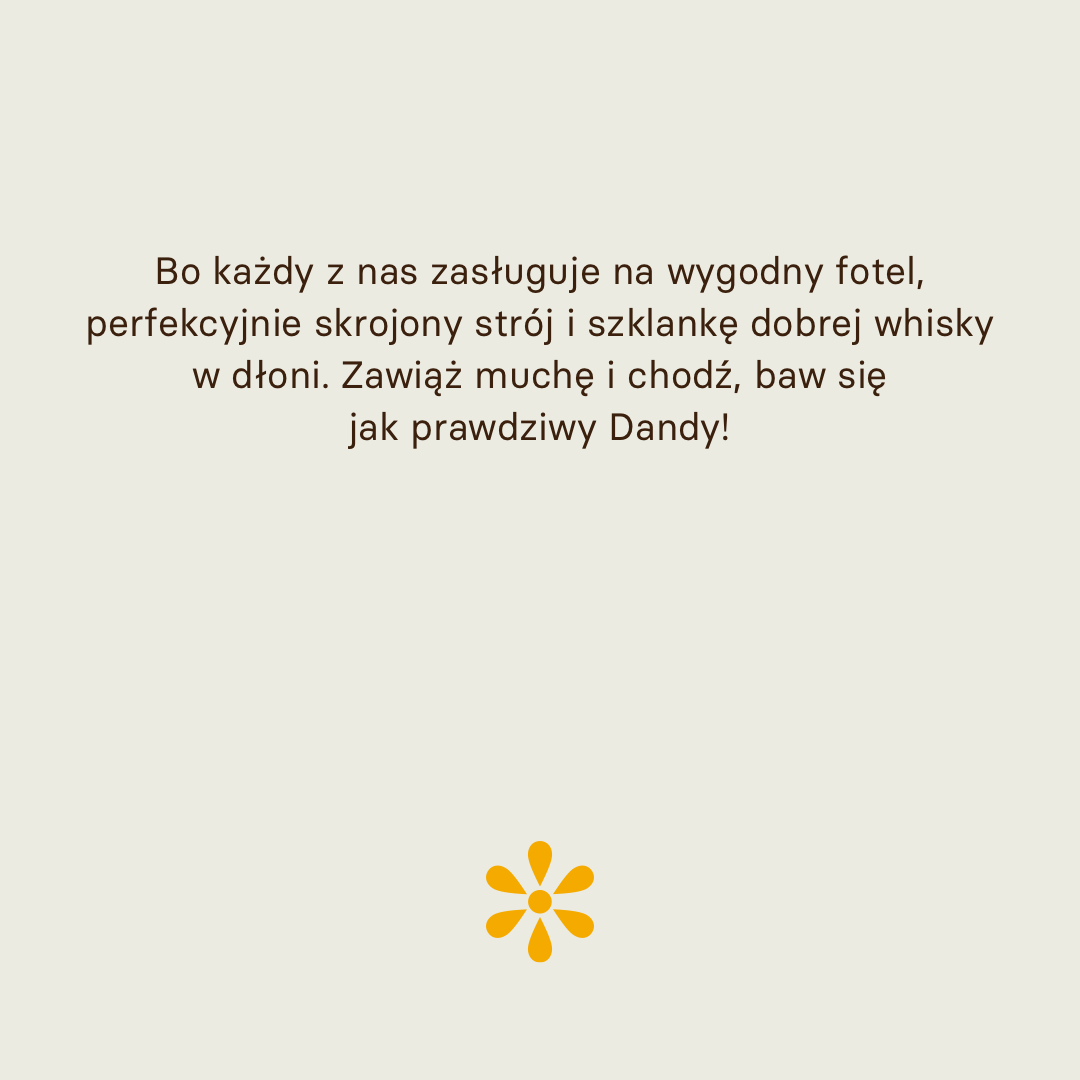 Bo każdy z nas zasługuje na wygodny fotel,
perfekcyjnie skrojony strój i szklankę dobrej whisky
w dłoni. Zawiąż muchę i chodź, baw się
jak prawdziwy Dandy!